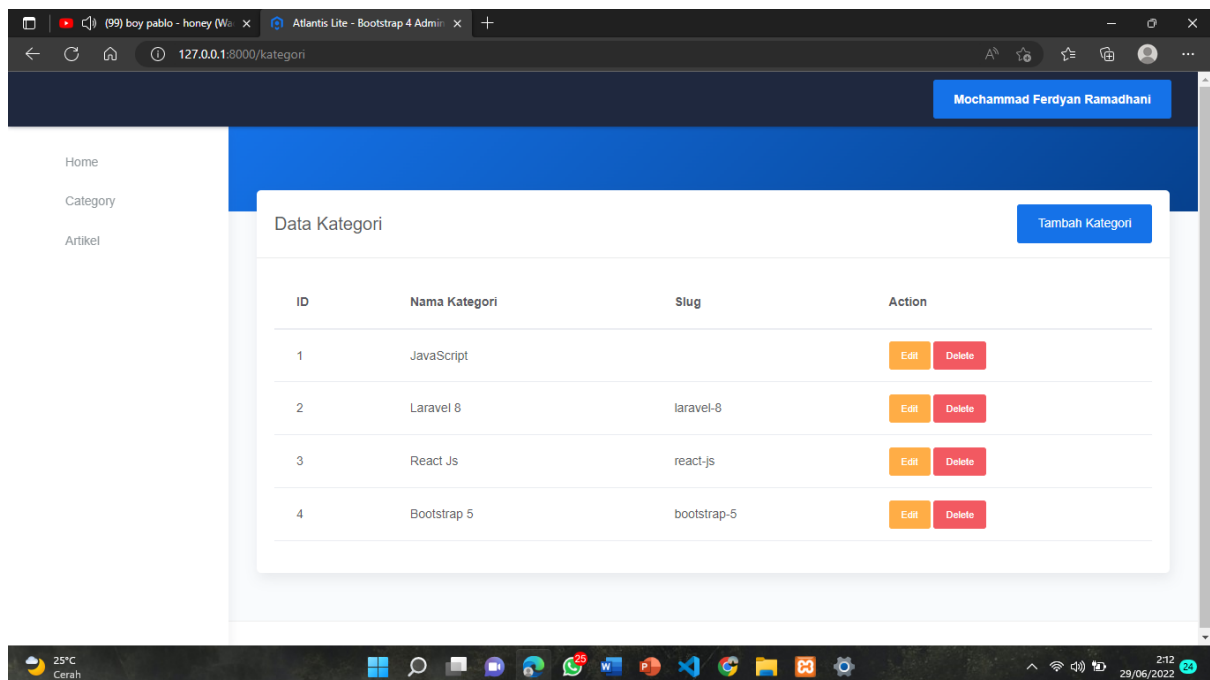 (99) boy pablo - honey (Wa
Atlantis Lite - Bootstrap 4 Admin
127.0.0.1:8000/kategori
Mochammad Ferdyan Ramadhani
Home
Category
Artikel
Data Kategori
Tambah Kategori
ID Nama Kategori Slug Action
1 JavaScript Edit Delete
2 Laravel 8 laravel-8 Edit Delete
3 React Js react-js Edit Delete
4 Bootstrap 5 bootstrap-5 Edit Delete
25°C
Cerah
25
2:12
29/06/2022
24